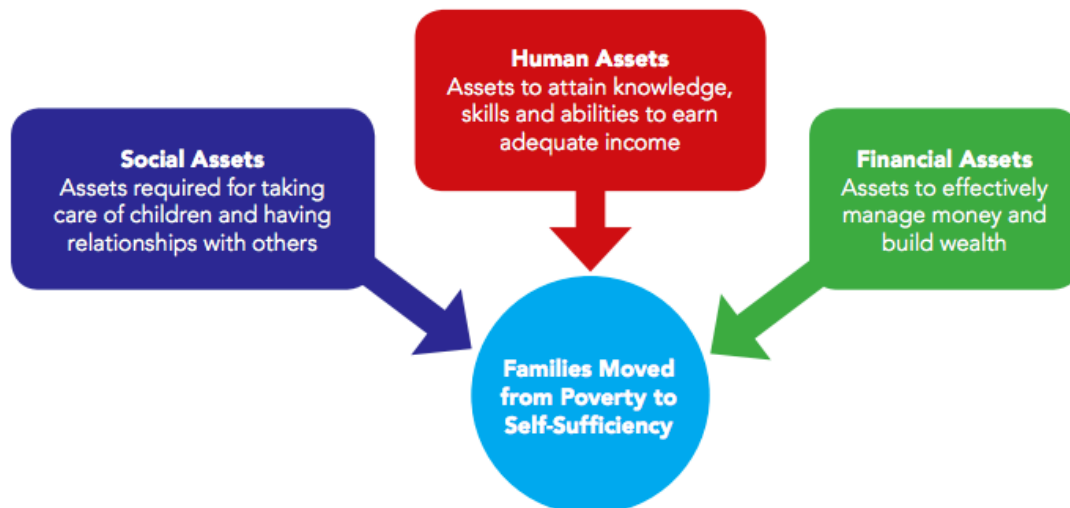 Human Assets
Assets to attain knowledge,
skills and abilities to earn
adequate income
Social Assets
Assets required for taking
care of children and having
relationships with others
Financial Assets
Assets to effectively
manage money and
build wealth
Families Moved
from Poverty to
Self-Sufficiency